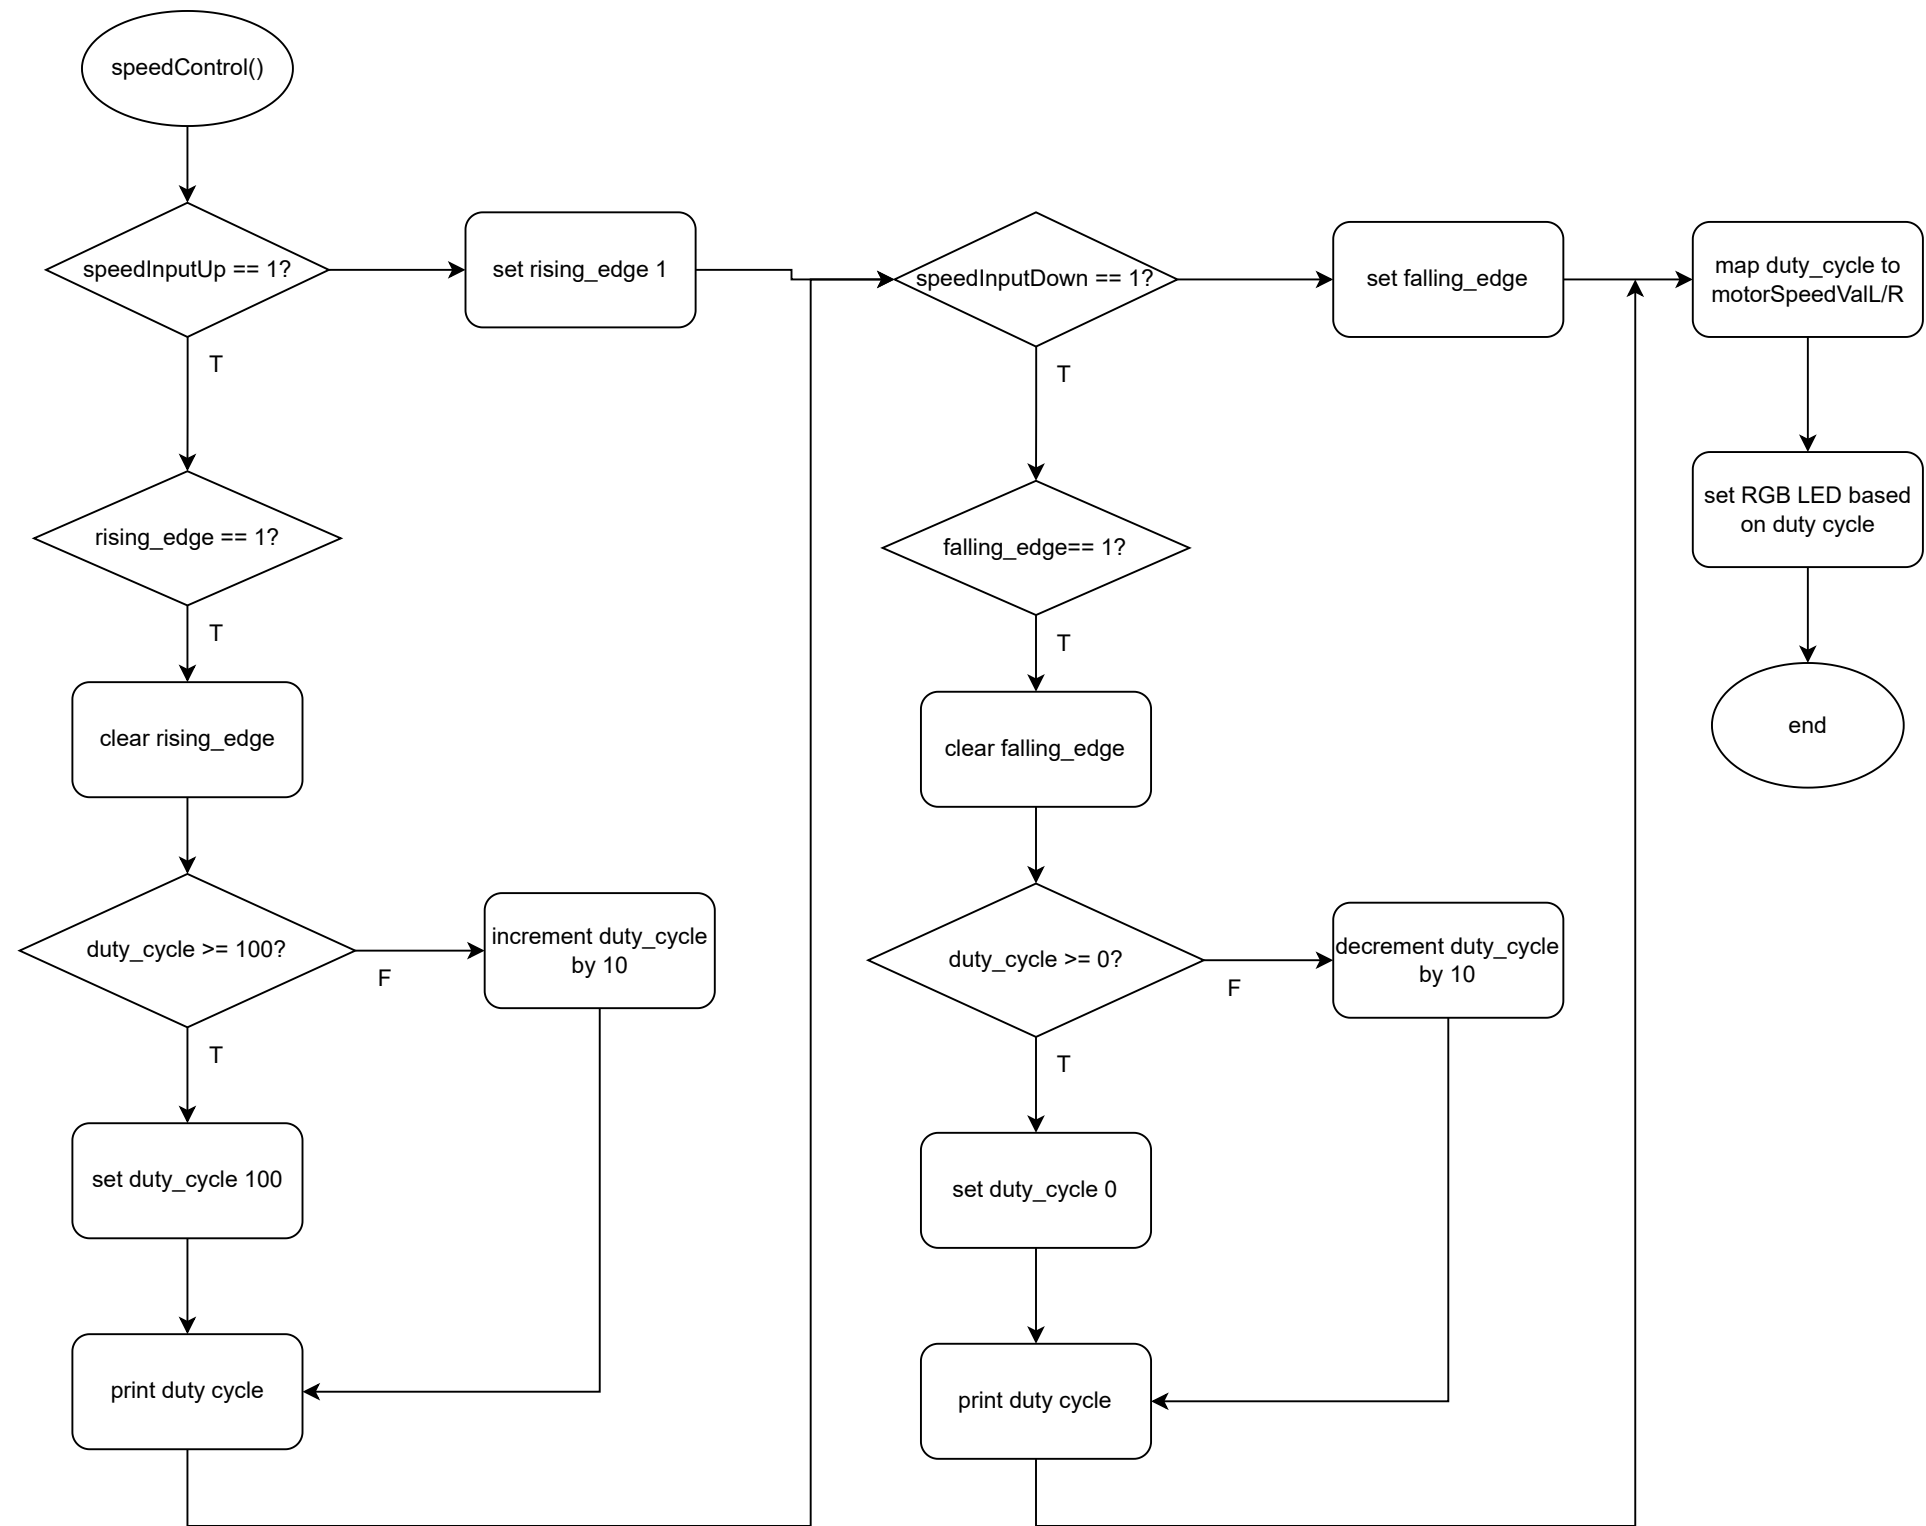 speedControl()
speedInputUp == 1?
T
set rising_edge 1
rising_edge == 1?
T
clear rising_edge
duty_cycle >= 100?
F
T
increment duty_cycle
by 10
set duty_cycle 100
print duty cycle
speedInputDown == 1?
T
set falling_edge
falling_edge== 1?
T
clear falling_edge
duty_cycle >= 0?
F
T
decrement duty_cycle
by 10
set duty_cycle 0
print duty cycle
map duty_cycle to
motorSpeedValL/R
set RGB LED based
on duty cycle
end